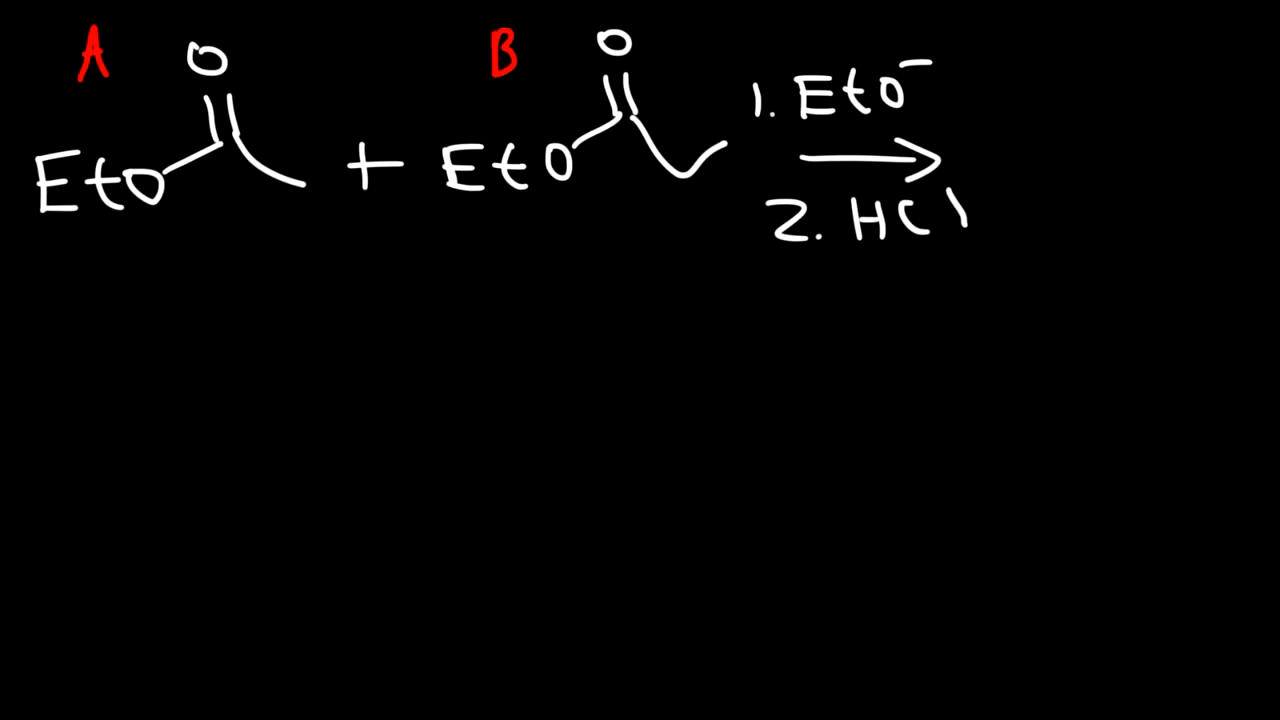 A O B O
EtO + EtO 1. EtO⁻
2. HCl